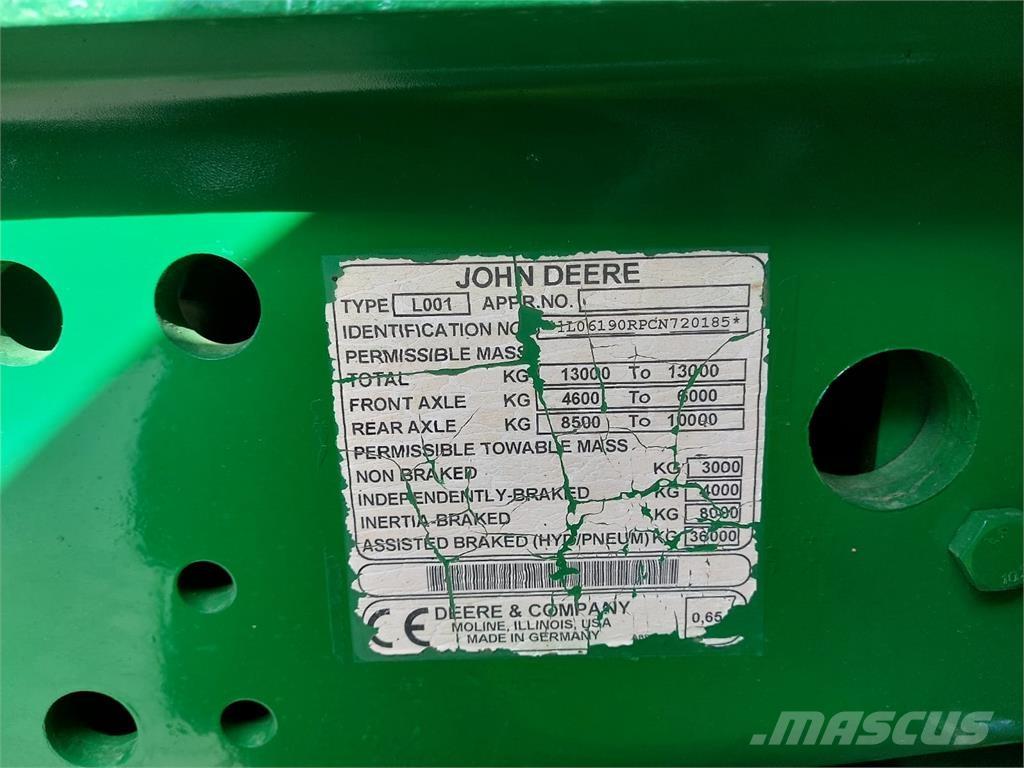 JOHN DEERE
TYPE L001 APPR.NO.
IDENTIFICATION NO. 1L06190RPCN720185*
PERMISSIBLE MASS
TOTAL KG 13000 To 13000
FRONT AXLE KG 4600 To 6000
REAR AXLE KG 8500 To 10000
PERMISSIBLE TOWABLE MASS
NON BRAKED KG 3000
INDEPENDENTLY-BRAKED KG 4000
INERTIA-BRAKED KG 8000
ASSISTED BRAKED (HYD/PNEUM) KG 36000
CE DEERE & COMPANY 0,65
MOLINE, ILLINOIS, USA
MADE IN GERMANY
MASCUS